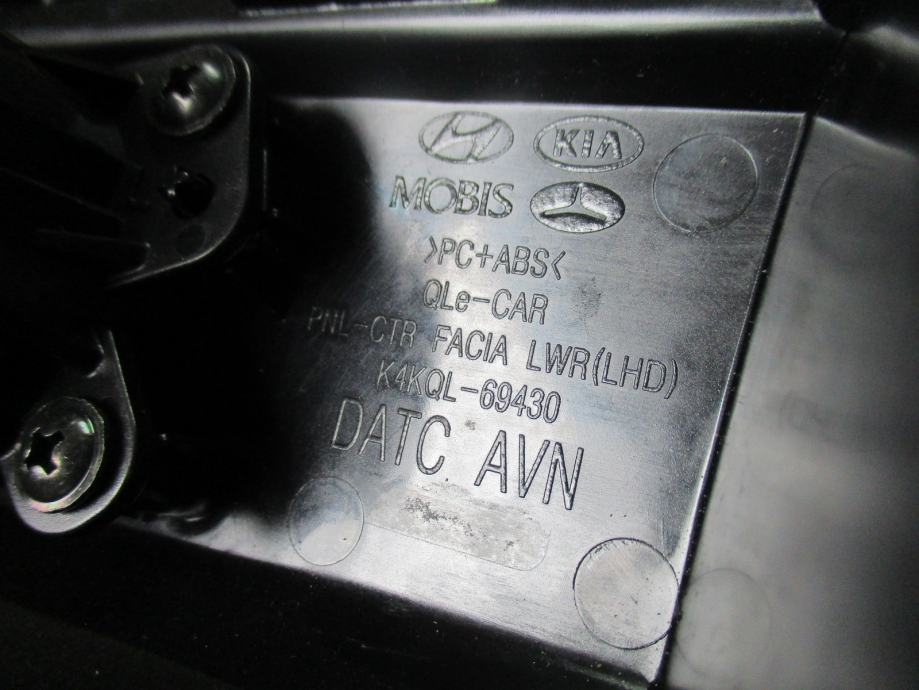 KIA
MOBIS
>PC+ABS<
QLe-CAR
PNL-CTR FACIA LWR(LHD)
K4KQL-69430
DATC AVN